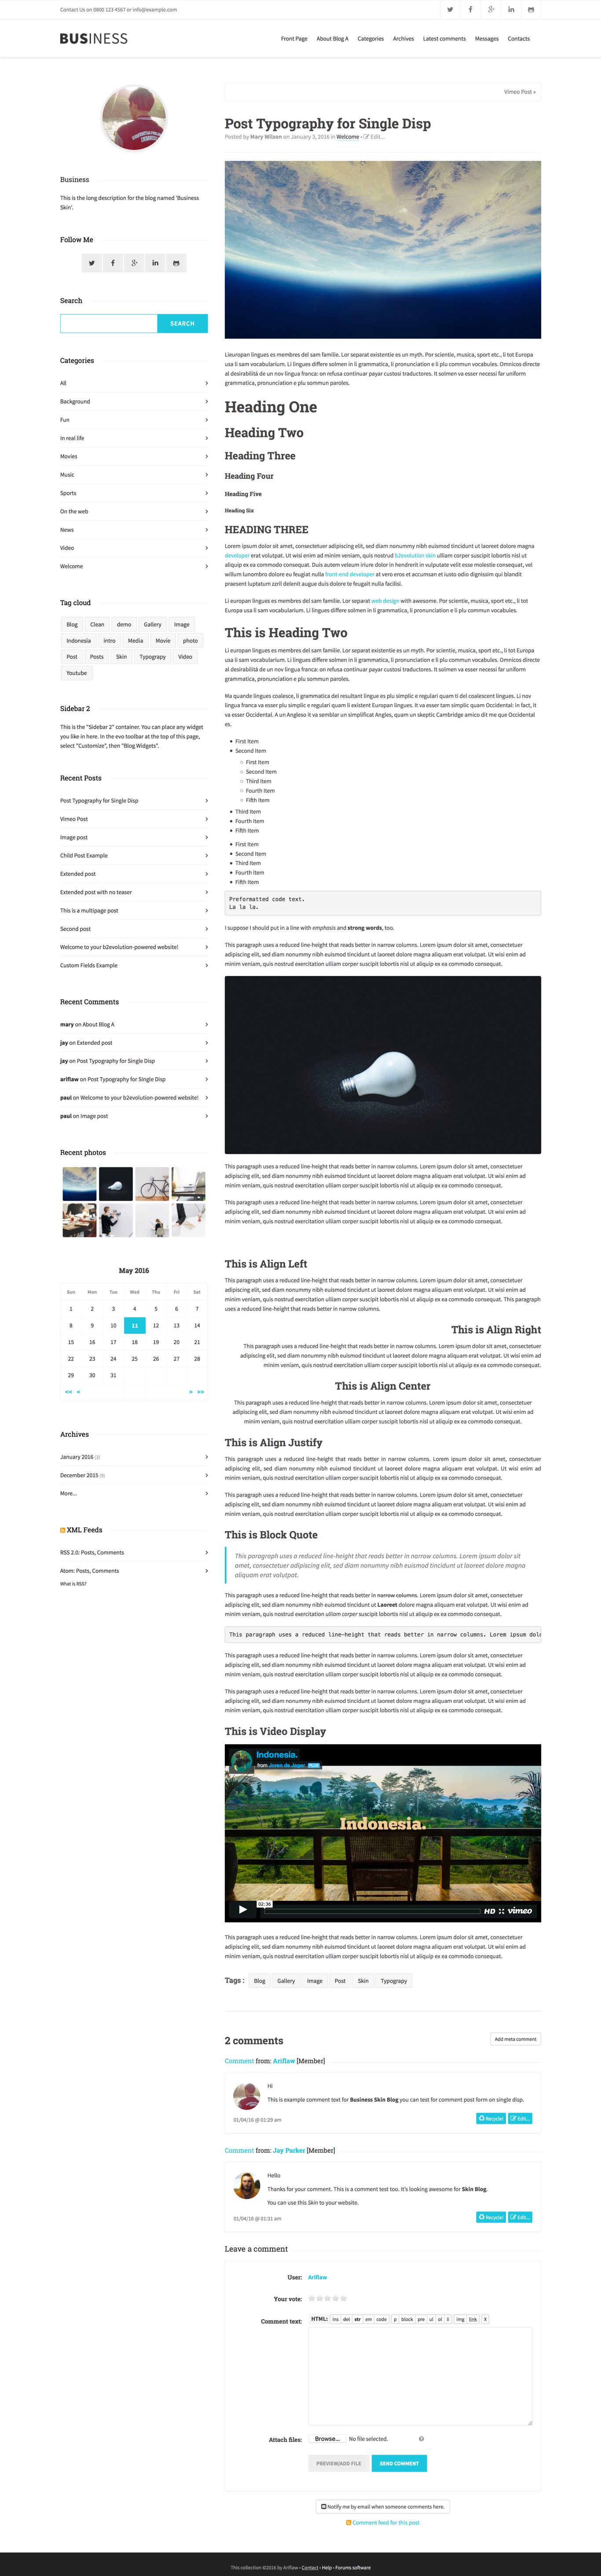 Contact Us on 0800 123 4567 or info@example.com
BUSINESS
Front Page About Blog A Categories Archives Latest comments Messages Contacts
Business
This is the long description for the blog named 'Business
Skin'.
Follow Me
Search
SEARCH
Categories
All
Background
Fun
In real life
Movies
Music
Sports
On the web
News
Video
Welcome
Tag cloud
Blog Clean demo Gallery Image
Indonesia intro Media Movie photo
Post Posts Skin Typograpy Video
Youtube
Sidebar 2
This is the "Sidebar 2" container. You can place any widget
you like in here. In the evo toolbar at the top of this page,
select "Customize", then "Blog Widgets".
Recent Posts
Post Typography for Single Disp
Vimeo Post
Image post
Child Post Example
Extended post
Extended post with no teaser
This is a multipage post
Second post
Welcome to your b2evolution-powered website!
Custom Fields Example
Recent Comments
mary on About Blog A
jay on Extended post
jay on Post Typography for Single Disp
ariflaw on Post Typography for Single Disp
paul on Welcome to your b2evolution-powered website!
paul on Image post
Recent photos
May 2016
Sun Mon Tue Wed Thu Fri Sat
1 2 3 4 5 6 7
8 9 10 11 12 13 14
15 16 17 18 19 20 21
22 23 24 25 26 27 28
29 30 31
<< < > >>
Archives
January 2016 (3)
December 2015 (9)
More...
XML Feeds
RSS 2.0: Posts, Comments
Atom: Posts, Comments
What is RSS?
Vimeo Post »
Post Typography for Single Disp
Posted by Mary Wilson on January 3, 2016 in Welcome • Edit...
Lieuropan lingues es membres del sam familie. Lor separat existentie es un myth. Por scientie, musica, sport etc., li tot Europa
usa li sam vocabularium. Li lingues differe solmen in li grammatica, li pronunciation e li plu commun vocabules. Omnicos directe
al desirabilitá de un nov lingua franca: on refusa continuar payar custosi traductores. It solmen va esser necessi far uniform
grammatica, pronunciation e plu sommun paroles.
Heading One
Heading Two
Heading Three
Heading Four
Heading Five
Heading Six
HEADING THREE
Lorem ipsum dolor sit amet, consectetuer adipiscing elit, sed diam nonummy nibh euismod tincidunt ut laoreet dolore magna
developer erat volutpat. Ut wisi enim ad minim veniam, quis nostrud b2evolution skin ulliam corper suscipit lobortis nisl ut
aliquip ex ea commodo consequat. Duis autem veleum iriure dolor in hendrerit in vulputate velit esse molestie consequat, vel
willum lunombro dolore eu feugiat nulla front-end developer at vero eros et accumsan et iusto odio dignissim qui blandit
praesent luptatum zzril delenit augue duis dolore te feugait nulla facilisi.
Li europan lingues es membres del sam familie. Lor separat web design with awesome. Por scientie, musica, sport etc., li tot
Europa usa li sam vocabularium. Li lingues differe solmen in li grammatica, li pronunciation e li plu commun vocabules.
This is Heading Two
Li europan lingues es membres del sam familie. Lor separat existentie es un myth. Por scientie, musica, sport etc., li tot Europa
usa li sam vocabularium. Li lingues differe solmen in li grammatica, li pronunciation e li plu commun vocabules. Omnicos directe
al desirabilitá de un nov lingua franca: on refusa continuar payar custosi traductores. It solmen va esser necessi far uniform
grammatica, pronunciation e plu sommun paroles.
Ma quande lingues coalesce, li grammatica del resultant lingue es plu simplic e regulari quam ti del coalescent lingues. Li nov
lingua franca va esser plu simplic e regulari quam li existent Europan lingues. It va esser tam simplic quam Occidental: in fact, it
va esser Occidental. A un Angleso it va semblar un simplificat Angles, quam un skeptic Cambridge amico dit me que Occidental
es.
First Item
Second Item
First Item
Second Item
Third Item
Fourth Item
Fifth Item
Third Item
Fourth Item
Fifth Item
First Item
Second Item
Third Item
Fourth Item
Fifth Item
Preformatted code text.
La la la.
I suppose I should put in a line with emphasis and strong words, too.
This paragraph uses a reduced line-height that reads better in narrow columns. Lorem ipsum dolor sit amet, consectetuer
adipiscing elit, sed diam nonummy nibh euismod tincidunt ut laoreet dolore magna aliquam erat volutpat. Ut wisi enim ad
minim veniam, quis nostrud exercitation ulliam corper suscipit lobortis nisl ut aliquip ex ea commodo consequat.
This paragraph uses a reduced line-height that reads better in narrow columns. Lorem ipsum dolor sit amet, consectetuer
adipiscing elit, sed diam nonummy nibh euismod tincidunt ut laoreet dolore magna aliquam erat volutpat. Ut wisi enim ad
minim veniam, quis nostrud exercitation ulliam corper suscipit lobortis nisl ut aliquip ex ea commodo consequat.
This paragraph uses a reduced line-height that reads better in narrow columns. Lorem ipsum dolor sit amet, consectetuer
adipiscing elit, sed diam nonummy nibh euismod tincidunt ut laoreet dolore magna aliquam erat volutpat. Ut wisi enim ad
minim veniam, quis nostrud exercitation ulliam corper suscipit lobortis nisl ut aliquip ex ea commodo consequat.
This is Align Left
This paragraph uses a reduced line-height that reads better in narrow columns. Lorem ipsum dolor sit amet, consectetuer
adipiscing elit, sed diam nonummy nibh euismod tincidunt ut laoreet dolore magna aliquam erat volutpat. Ut wisi enim ad
minim veniam, quis nostrud exercitation ulliam corper suscipit lobortis nisl ut aliquip ex ea commodo consequat. This paragraph
uses a reduced line-height that reads better in narrow columns.
This is Align Right
This paragraph uses a reduced line-height that reads better in narrow columns. Lorem ipsum dolor sit amet, consectetuer
adipiscing elit, sed diam nonummy nibh euismod tincidunt ut laoreet dolore magna aliquam erat volutpat. Ut wisi enim ad
minim veniam, quis nostrud exercitation ulliam corper suscipit lobortis nisl ut aliquip ex ea commodo consequat.
This is Align Center
This paragraph uses a reduced line-height that reads better in narrow columns. Lorem ipsum dolor sit amet, consectetuer
adipiscing elit, sed diam nonummy nibh euismod tincidunt ut laoreet dolore magna aliquam erat volutpat. Ut wisi enim ad
minim veniam, quis nostrud exercitation ulliam corper suscipit lobortis nisl ut aliquip ex ea commodo consequat.
This is Align Justify
This paragraph uses a reduced line-height that reads better in narrow columns. Lorem ipsum dolor sit amet, consectetuer
adipiscing elit, sed diam nonummy nibh euismod tincidunt ut laoreet dolore magna aliquam erat volutpat. Ut wisi enim ad
minim veniam, quis nostrud exercitation ulliam corper suscipit lobortis nisl ut aliquip ex ea commodo consequat.
This paragraph uses a reduced line-height that reads better in narrow columns. Lorem ipsum dolor sit amet, consectetuer
adipiscing elit, sed diam nonummy nibh euismod tincidunt ut laoreet dolore magna aliquam erat volutpat. Ut wisi enim ad
minim veniam, quis nostrud exercitation ulliam corper suscipit lobortis nisl ut aliquip ex ea commodo consequat.
This is Block Quote
This paragraph uses a reduced line-height that reads better in narrow columns. Lorem ipsum dolor sit
amet, consectetuer adipiscing elit, sed diam nonummy nibh euismod tincidunt ut laoreet dolore magna
aliquam erat volutpat.
This paragraph uses a reduced line-height that reads better in narrow columns. Lorem ipsum dolor sit amet, consectetuer
adipiscing elit, sed diam nonummy nibh euismod tincidunt ut Laoreet dolore magna aliquam erat volutpat. Ut wisi enim ad
minim veniam, quis nostrud exercitation ulliam corper suscipit lobortis nisl ut aliquip ex ea commodo consequat.
This paragraph uses a reduced line-height that reads better in narrow columns. Lorem ipsum dol
This paragraph uses a reduced line-height that reads better in narrow columns. Lorem ipsum dolor sit amet, consectetuer
adipiscing elit, sed diam nonummy nibh euismod tincidunt ut laoreet dolore magna aliquam erat volutpat. Ut wisi enim ad
minim veniam, quis nostrud exercitation ulliam corper suscipit lobortis nisl ut aliquip ex ea commodo consequat.
This paragraph uses a reduced line-height that reads better in narrow columns. Lorem ipsum dolor sit amet, consectetuer
adipiscing elit, sed diam nonummy nibh euismod tincidunt ut laoreet dolore magna aliquam erat volutpat. Ut wisi enim ad
minim veniam, quis nostrud exercitation ulliam corper suscipit lobortis nisl ut aliquip ex ea commodo consequat.
This is Video Display
Indonesia.
from Joren de Jager PLUS
Indonesia.
02:36
HD vimeo
This paragraph uses a reduced line-height that reads better in narrow columns. Lorem ipsum dolor sit amet, consectetuer
adipiscing elit, sed diam nonummy nibh euismod tincidunt ut laoreet dolore magna aliquam erat volutpat. Ut wisi enim ad
minim veniam, quis nostrud exercitation ulliam corper suscipit lobortis nisl ut aliquip ex ea commodo consequat.
Tags : Blog Gallery Image Post Skin Typograpy
2 comments
Add meta comment
Comment from: Ariflaw [Member]
Hi
This is example comment text for Business Skin Blog you can test for comment post form on single disp.
01/04/16 @ 01:29 am
Recycle! Edit...
Comment from: Jay Parker [Member]
Hello
Thanks for your comment. This is a comment test too. It's looking awesome for Skin Blog.
You can use this Skin to your website.
01/04/16 @ 01:31 am
Recycle! Edit...
Leave a comment
User: Ariflaw
Your vote:
Comment text:
HTML: ins del str em code p block pre ul ol li img link X
Attach files: Browse... No file selected.
PREVIEW/ADD FILE SEND COMMENT
Notify me by email when someone comments here.
Comment feed for this post
This collection ©2016 by Ariflaw • Contact • Help • Forums software